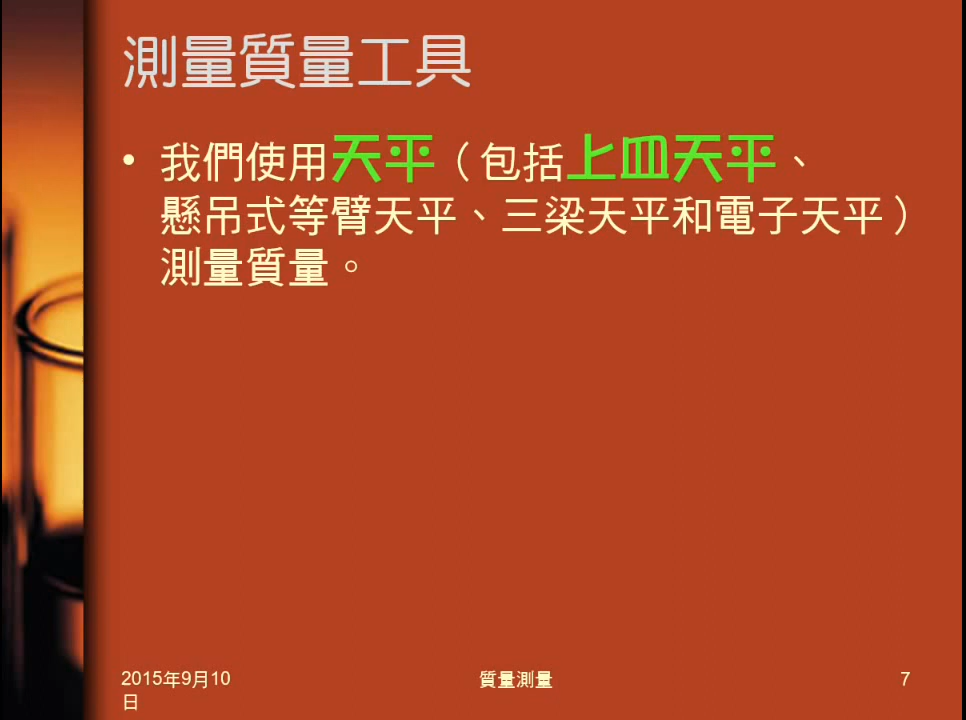 測量質量工具
• 我們使用天平（包括上皿天平、
懸吊式等臂天平、三梁天平和電子天平）
測量質量。
2015年9月10
日
質量測量
7